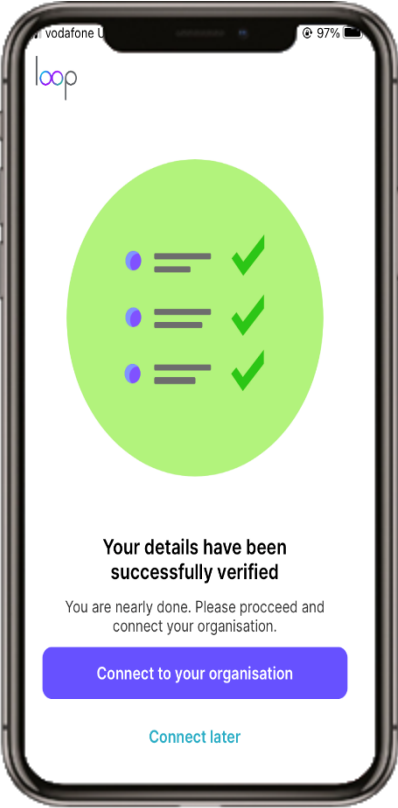 vodafone U 97%
loop
Your details have been
successfully verified
You are nearly done. Please procceed and
connect your organisation.
Connect to your organisation
Connect later